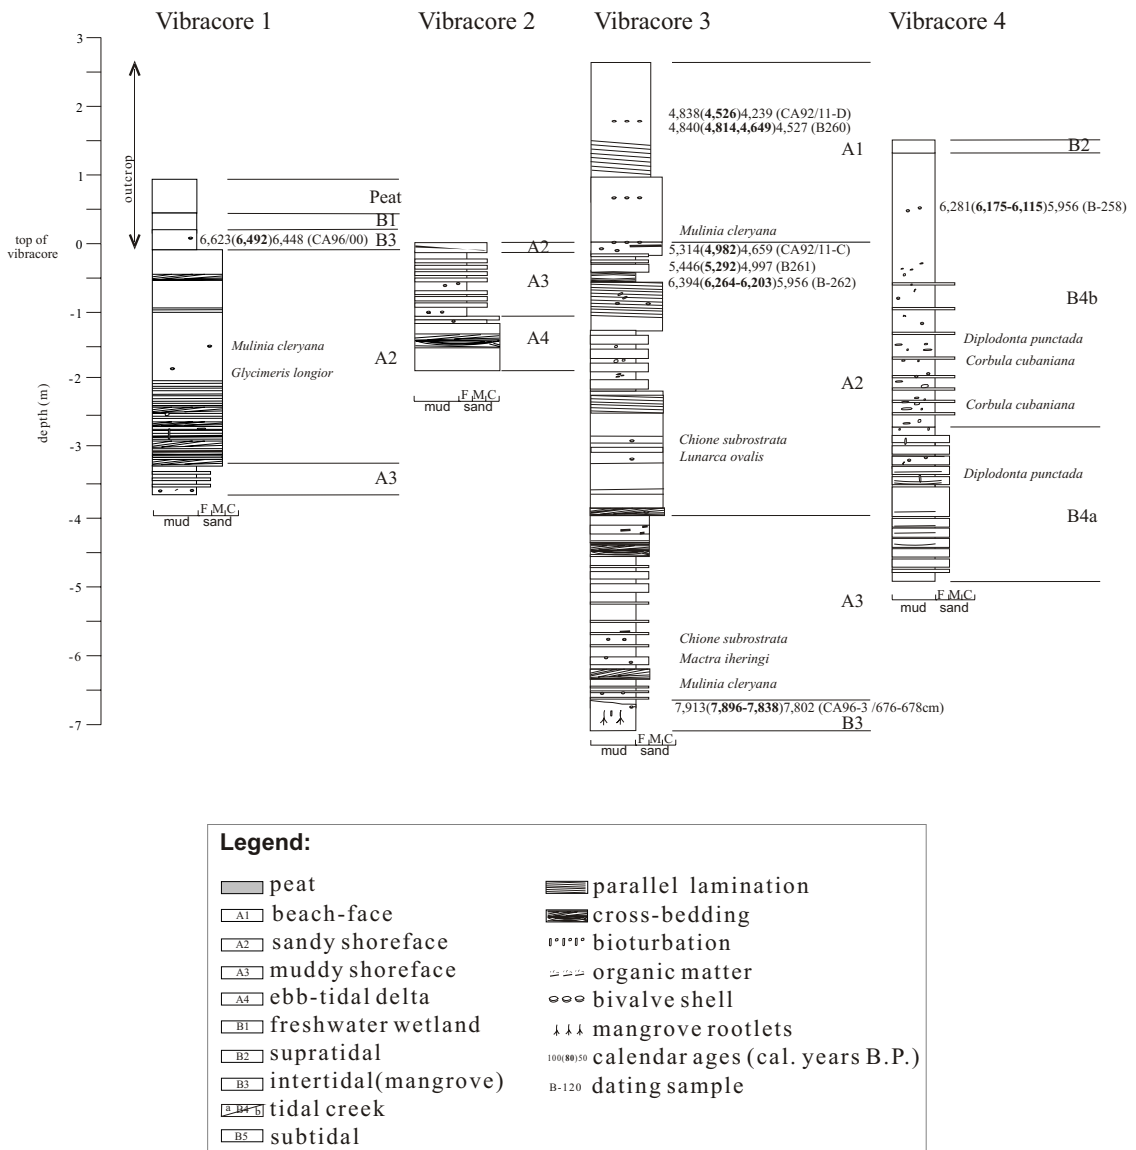 Vibracore 1
Vibracore 2
Vibracore 3
Vibracore 4
3
2
1
0
-1
-2
-3
-4
-5
-6
-7
top of
vibracore
depth (m)
outcrop
Peat
B1
6,623(6,492)6,448 (CA96/00)
B3
Mulinia cleryana
A2
Glycimeris longior
A3
F M C
mud sand
A2
A3
A4
F M C
mud sand
4,838(4,526)4,239 (CA92/11-D)
4,840(4,814,4,649)4,527 (B260)
A1
Mulinia cleryana
5,314(4,982)4,659 (CA92/11-C)
5,446(5,292)4,997 (B261)
6,394(6,264-6,203)5,956 (B-262)
A2
Chione subrostrata
Lunarca ovalis
A3
Chione subrostrata
Mactra iheringi
Mulinia cleryana
7,913(7,896-7,838)7,802 (CA96-3 /676-678cm)
B3
F M C
mud sand
B2
6,281(6,175-6,115)5,956 (B-258)
B4b
Diplodonta punctada
Corbula cubaniana
Corbula cubaniana
Diplodonta punctada
B4a
F M C
mud sand
Legend:
peat
A1 beach-face
A2 sandy shoreface
A3 muddy shoreface
A4 ebb-tidal delta
B1 freshwater wetland
B2 supratidal
B3 intertidal(mangrove)
a B4 b tidal creek
B5 subtidal
parallel lamination
cross-bedding
bioturbation
organic matter
bivalve shell
mangrove rootlets
100(80)50 calendar ages (cal. years B.P.)
B-120 dating sample